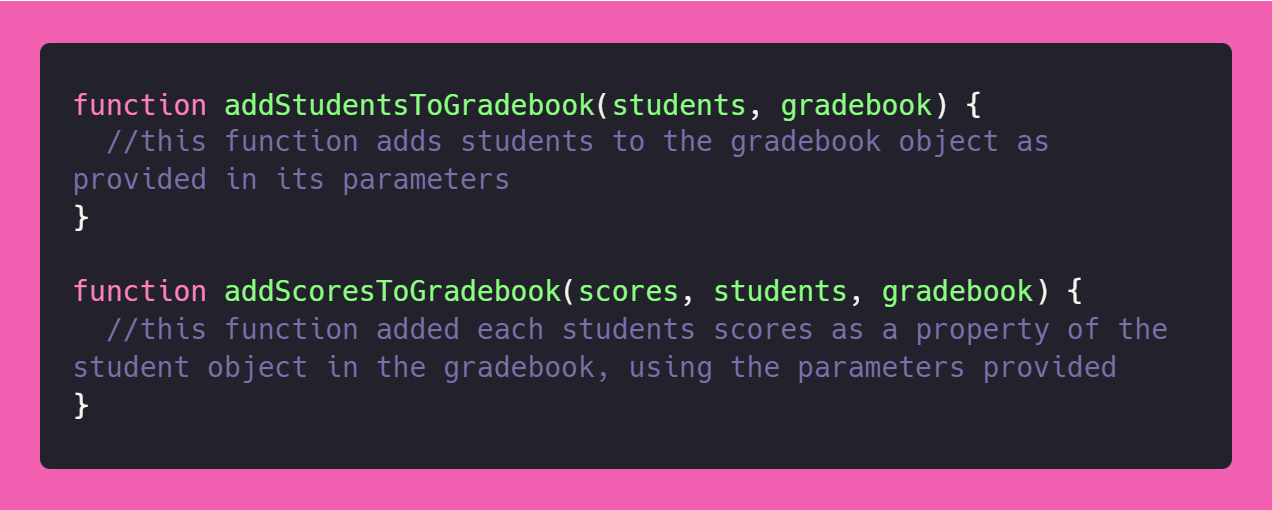 function addStudentsToGradebook(students, gradebook) {
  //this function adds students to the gradebook object as
provided in its parameters
}

function addScoresToGradebook(scores, students, gradebook) {
  //this function added each students scores as a property of the
student object in the gradebook, using the parameters provided
}